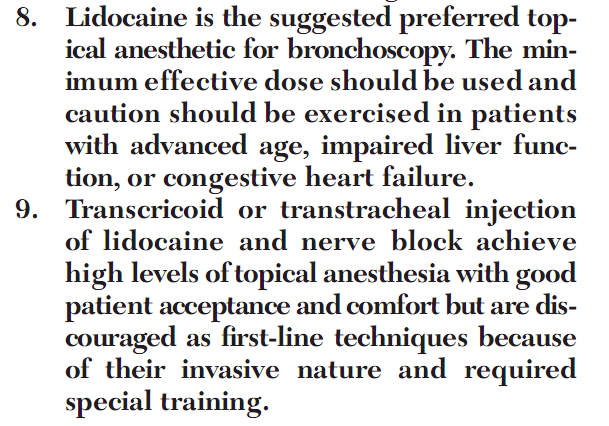 8. Lidocaine is the suggested preferred top-
ical anesthetic for bronchoscopy. The min-
imum effective dose should be used and
caution should be exercised in patients
with advanced age, impaired liver func-
tion, or congestive heart failure.
9. Transcricoid or transtracheal injection
of lidocaine and nerve block achieve
high levels of topical anesthesia with good
patient acceptance and comfort but are dis-
couraged as first-line techniques because
of their invasive nature and required
special training.